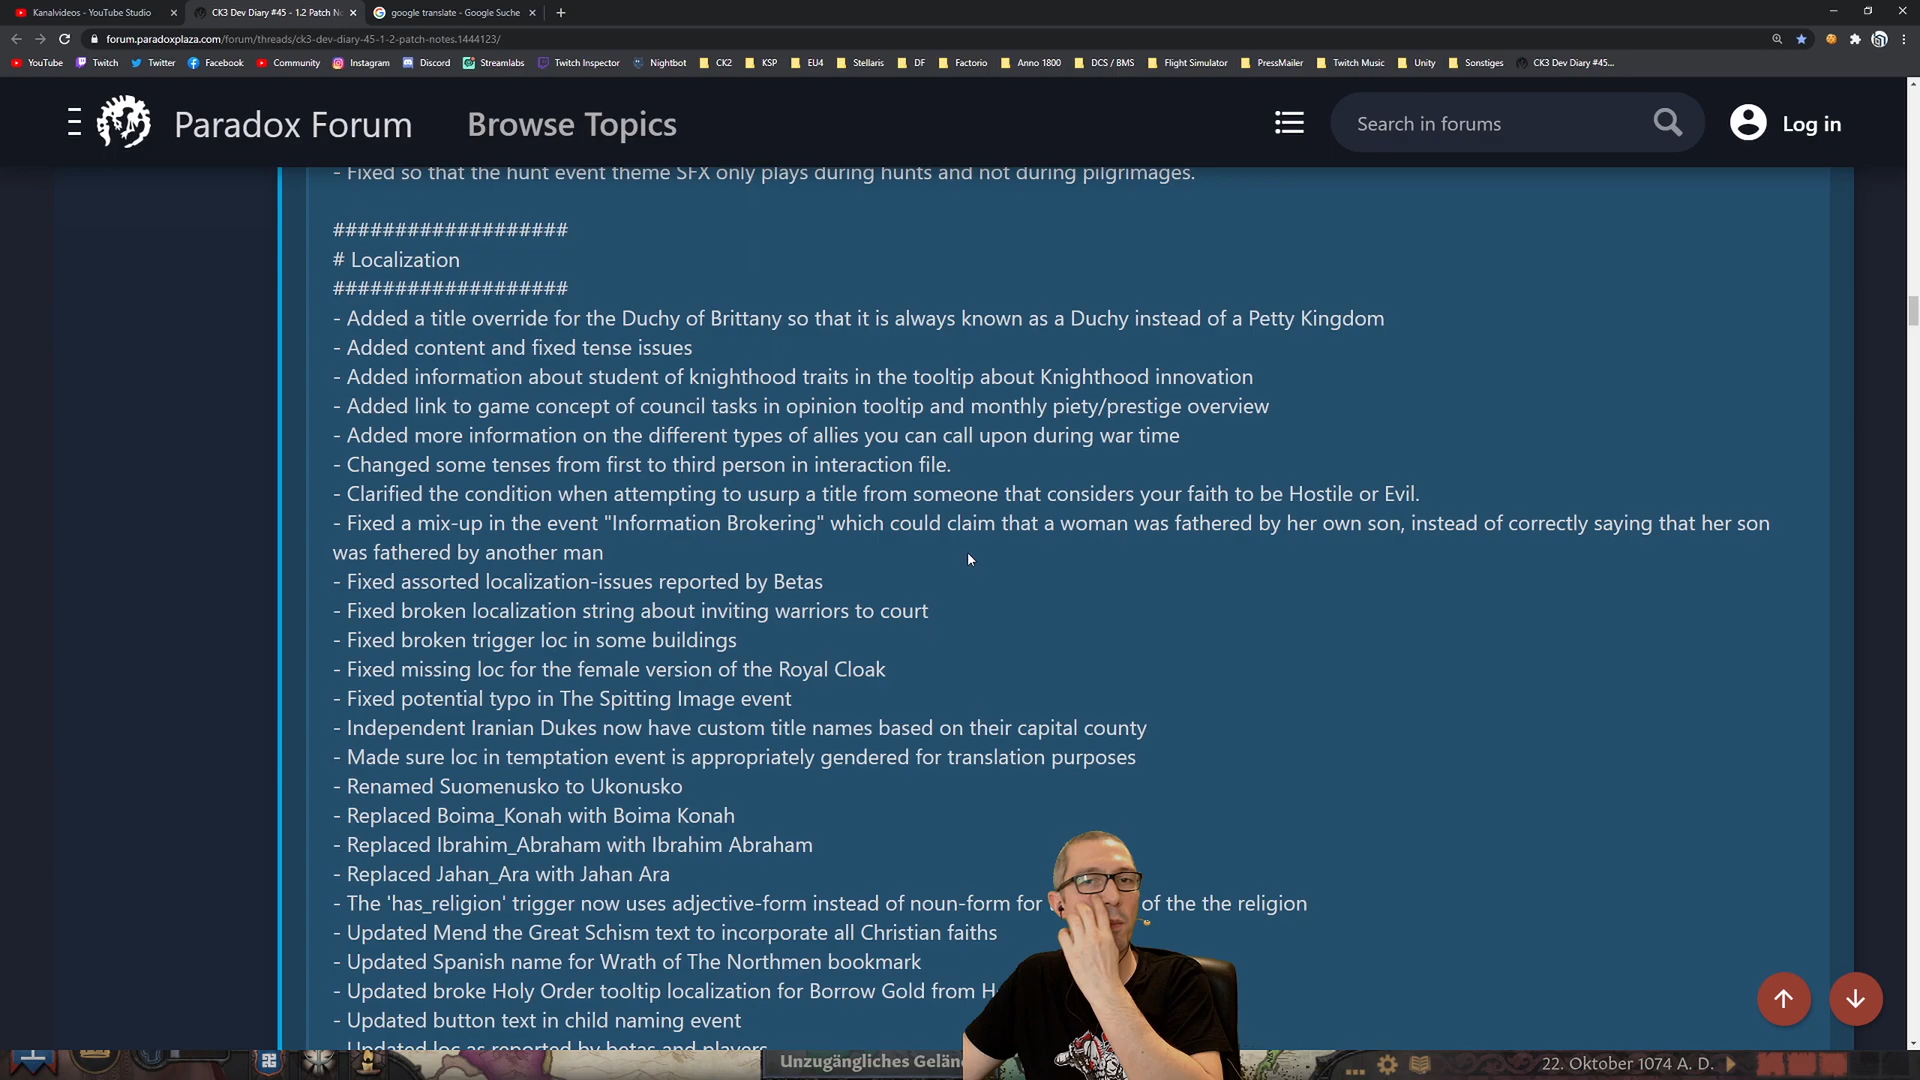 Kanalvideos - YouTube Studio
CK3 Dev Diary #45 - 1.2 Patch N
google translate - Google Suche
forum.paradoxplaza.com/forum/threads/ck3-dev-diary-45-1-2-patch-notes.1444123/
YouTube Twitch Twitter Facebook Community Instagram Discord Streamlabs Twitch Inspector Nightbot CK2 KSP EU4 Stellaris DF Factorio Anno 1800 DCS / BMS Flight Simulator PressMailer Twitch Music Unity Sonstiges CK3 Dev Diary #45...
Paradox Forum Browse Topics Search in forums Log in
- Fixed so that the hunt event theme SFX only plays during hunts and not during pilgrimages.
###################
# Localization
###################
- Added a title override for the Duchy of Brittany so that it is always known as a Duchy instead of a Petty Kingdom
- Added content and fixed tense issues
- Added information about student of knighthood traits in the tooltip about Knighthood innovation
- Added link to game concept of council tasks in opinion tooltip and monthly piety/prestige overview
- Added more information on the different types of allies you can call upon during war time
- Changed some tenses from first to third person in interaction file.
- Clarified the condition when attempting to usurp a title from someone that considers your faith to be Hostile or Evil.
- Fixed a mix-up in the event "Information Brokering" which could claim that a woman was fathered by her own son, instead of correctly saying that her son
was fathered by another man
- Fixed assorted localization-issues reported by Betas
- Fixed broken localization string about inviting warriors to court
- Fixed broken trigger loc in some buildings
- Fixed missing loc for the female version of the Royal Cloak
- Fixed potential typo in The Spitting Image event
- Independent Iranian Dukes now have custom title names based on their capital county
- Made sure loc in temptation event is appropriately gendered for translation purposes
- Renamed Suomenusko to Ukonusko
- Replaced Boima_Konah with Boima Konah
- Replaced Ibrahim_Abraham with Ibrahim Abraham
- Replaced Jahan_Ara with Jahan Ara
- The 'has_religion' trigger now uses adjective-form instead of noun-form for of the the religion
- Updated Mend the Great Schism text to incorporate all Christian faiths
- Updated Spanish name for Wrath of The Northmen bookmark
- Updated broke Holy Order tooltip localization for Borrow Gold from H
- Updated button text in child naming event
- Updated loc as reported by betas and players
Unzugängliches Gelän
22. Oktober 1074 A. D.